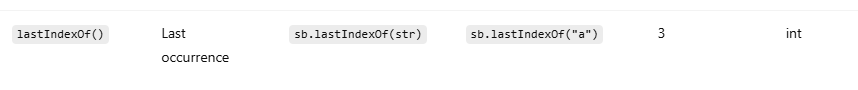 lastIndexOf() Last sb.lastIndexOf(str) sb.lastIndexOf("a") 3 int
occurrence